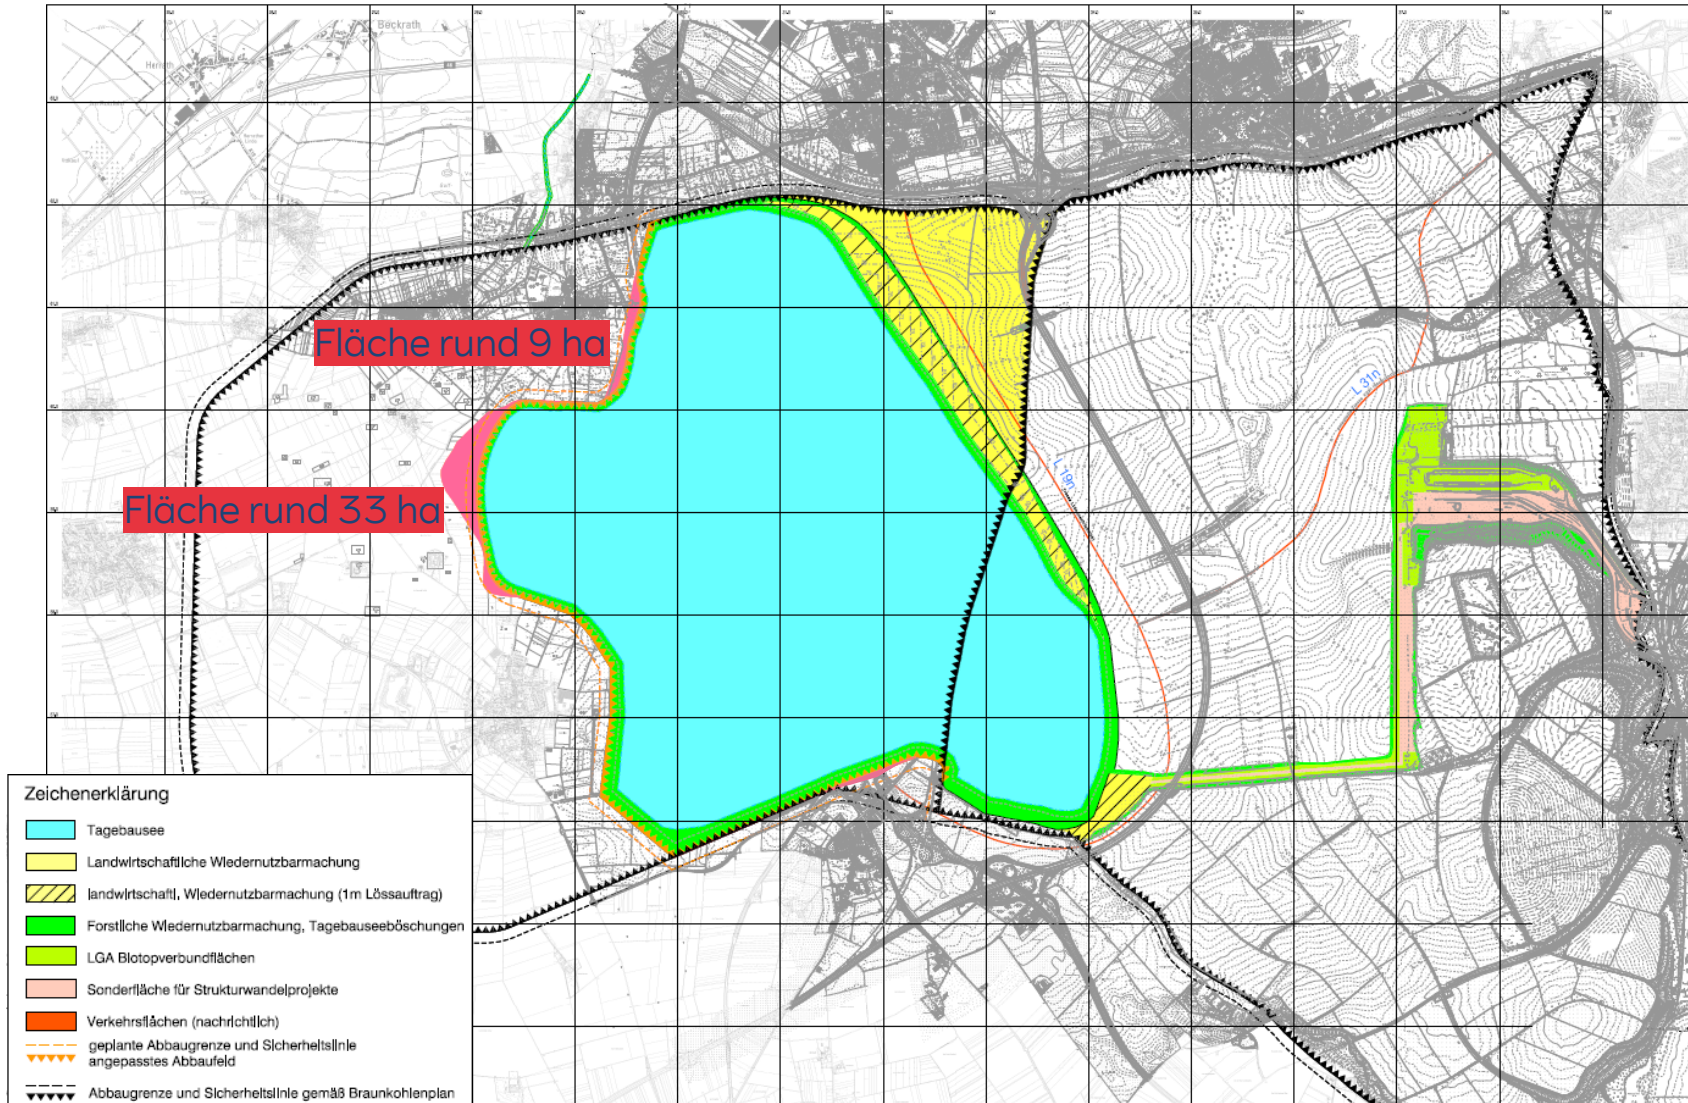 Beckrath
Herrath
Fläche rund 9 ha
L 31n
L 19n
Fläche rund 33 ha
Zeichenerklärung
Tagebausee
Landwirtschaftliche Wiedernutzbarmachung
landwirtschaftl. Wiedernutzbarmachung (1m Lössauftrag)
Forstliche Wiedernutzbarmachung, Tagebauseeböschungen
LGA Biotopverbundflächen
Sonderfläche für Strukturwandelprojekte
Verkehrsflächen (nachrichtlich)
geplante Abbaugrenze und Sicherheitslinie
angepasstes Abbaufeld
Abbaugrenze und Sicherheitslinie gemäß Braunkohlenplan